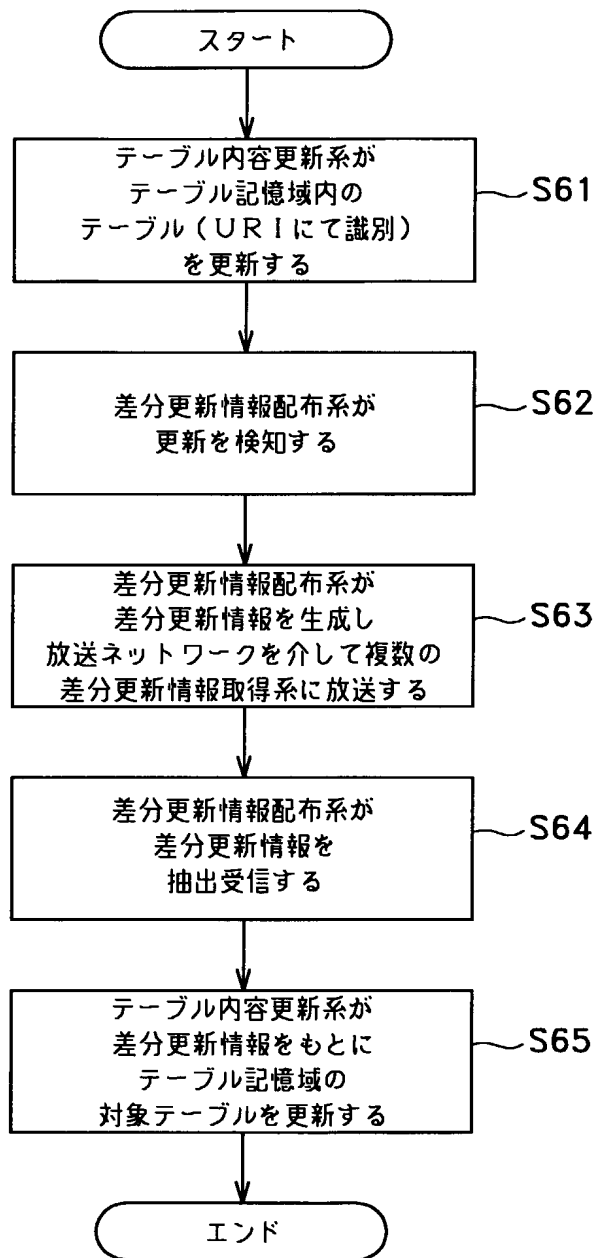 スタート
テーブル内容更新系が
テーブル記憶域内の
テーブル(URIにて識別)
を更新する
S61
差分更新情報配布系が
更新を検知する
S62
差分更新情報配布系が
差分更新情報を生成し
放送ネットワークを介して複数の
差分更新情報取得系に放送する
S63
差分更新情報配布系が
差分更新情報を
抽出受信する
S64
テーブル内容更新系が
差分更新情報をもとに
テーブル記憶域の
対象テーブルを更新する
S65
エンド